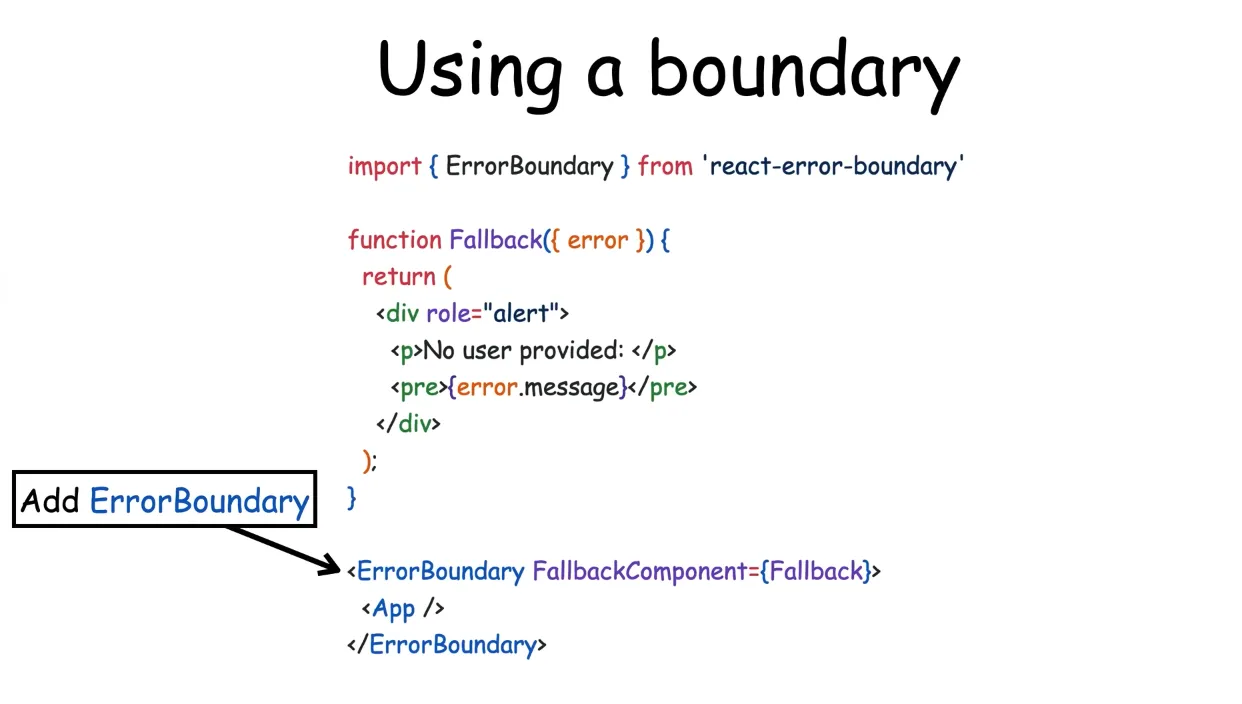 Using a boundary
import { ErrorBoundary } from 'react-error-boundary'
function Fallback({ error }) {
return (
<div role="alert">
<p>No user provided: </p>
<pre>{error.message}</pre>
</div>
);
}
Add ErrorBoundary
<ErrorBoundary FallbackComponent={Fallback}>
<App />
</ErrorBoundary>